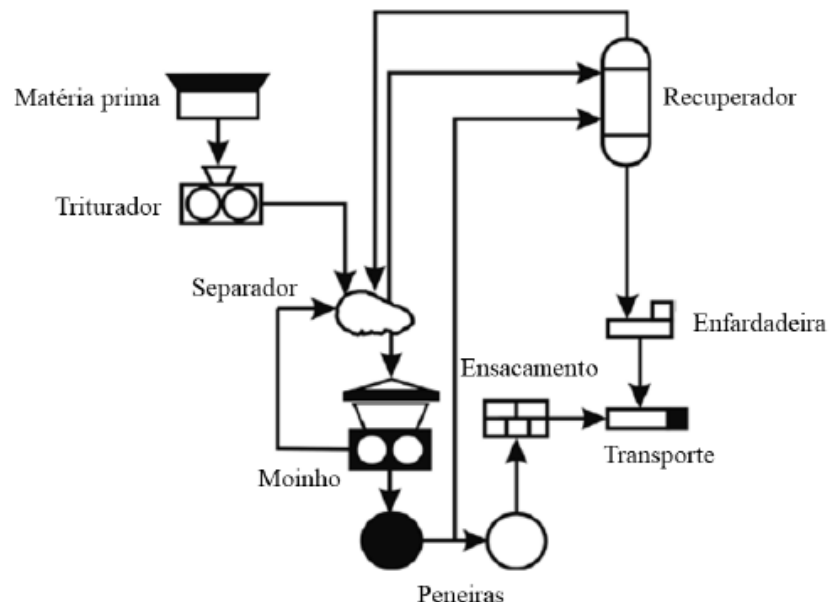 Matéria prima
Recuperador
Triturador
Separador
Enfardadeira
Ensacamento
Transporte
Moinho
Peneiras